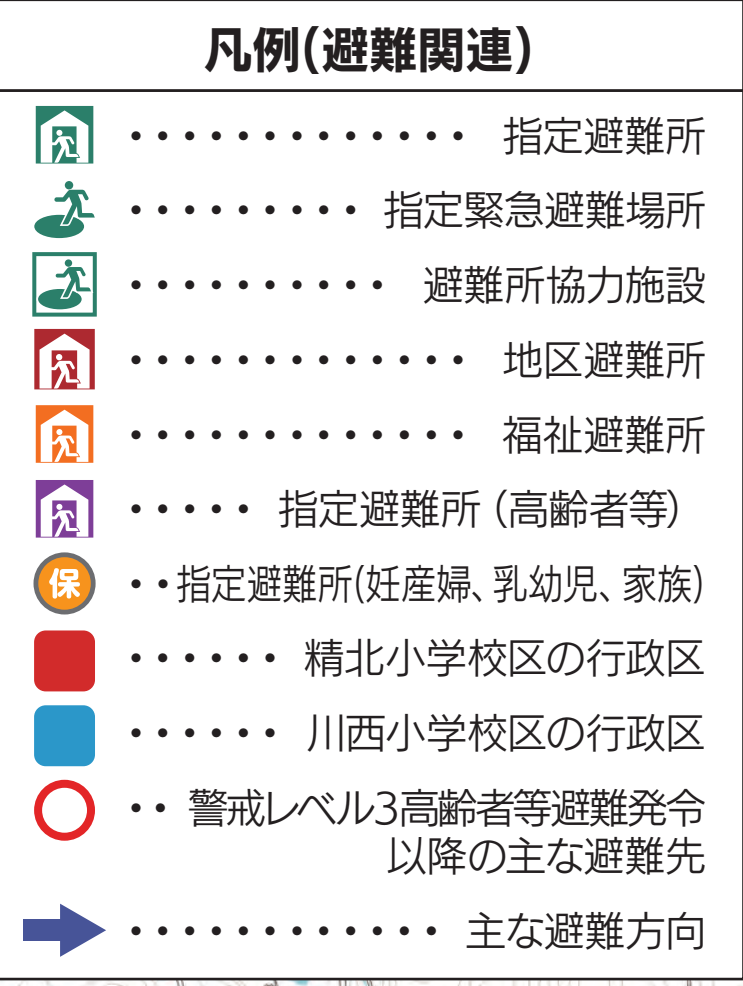 凡例(避難関連)
・・・・・・・・・・・・・ 指定避難所
・・・・・・・・・ 指定緊急避難場所
・・・・・・・・・・・ 避難所協力施設
・・・・・・・・・・・・・ 地区避難所
・・・・・・・・・・・・・ 福祉避難所
・・・・・ 指定避難所（高齢者等）
保 ・・指定避難所(妊産婦、乳幼児、家族)
・・・・・・ 精北小学校区の行政区
・・・・・・ 川西小学校区の行政区
・・ 警戒レベル3高齢者等避難発令
以降の主な避難先
・・・・・・・・・・・・ 主な避難方向